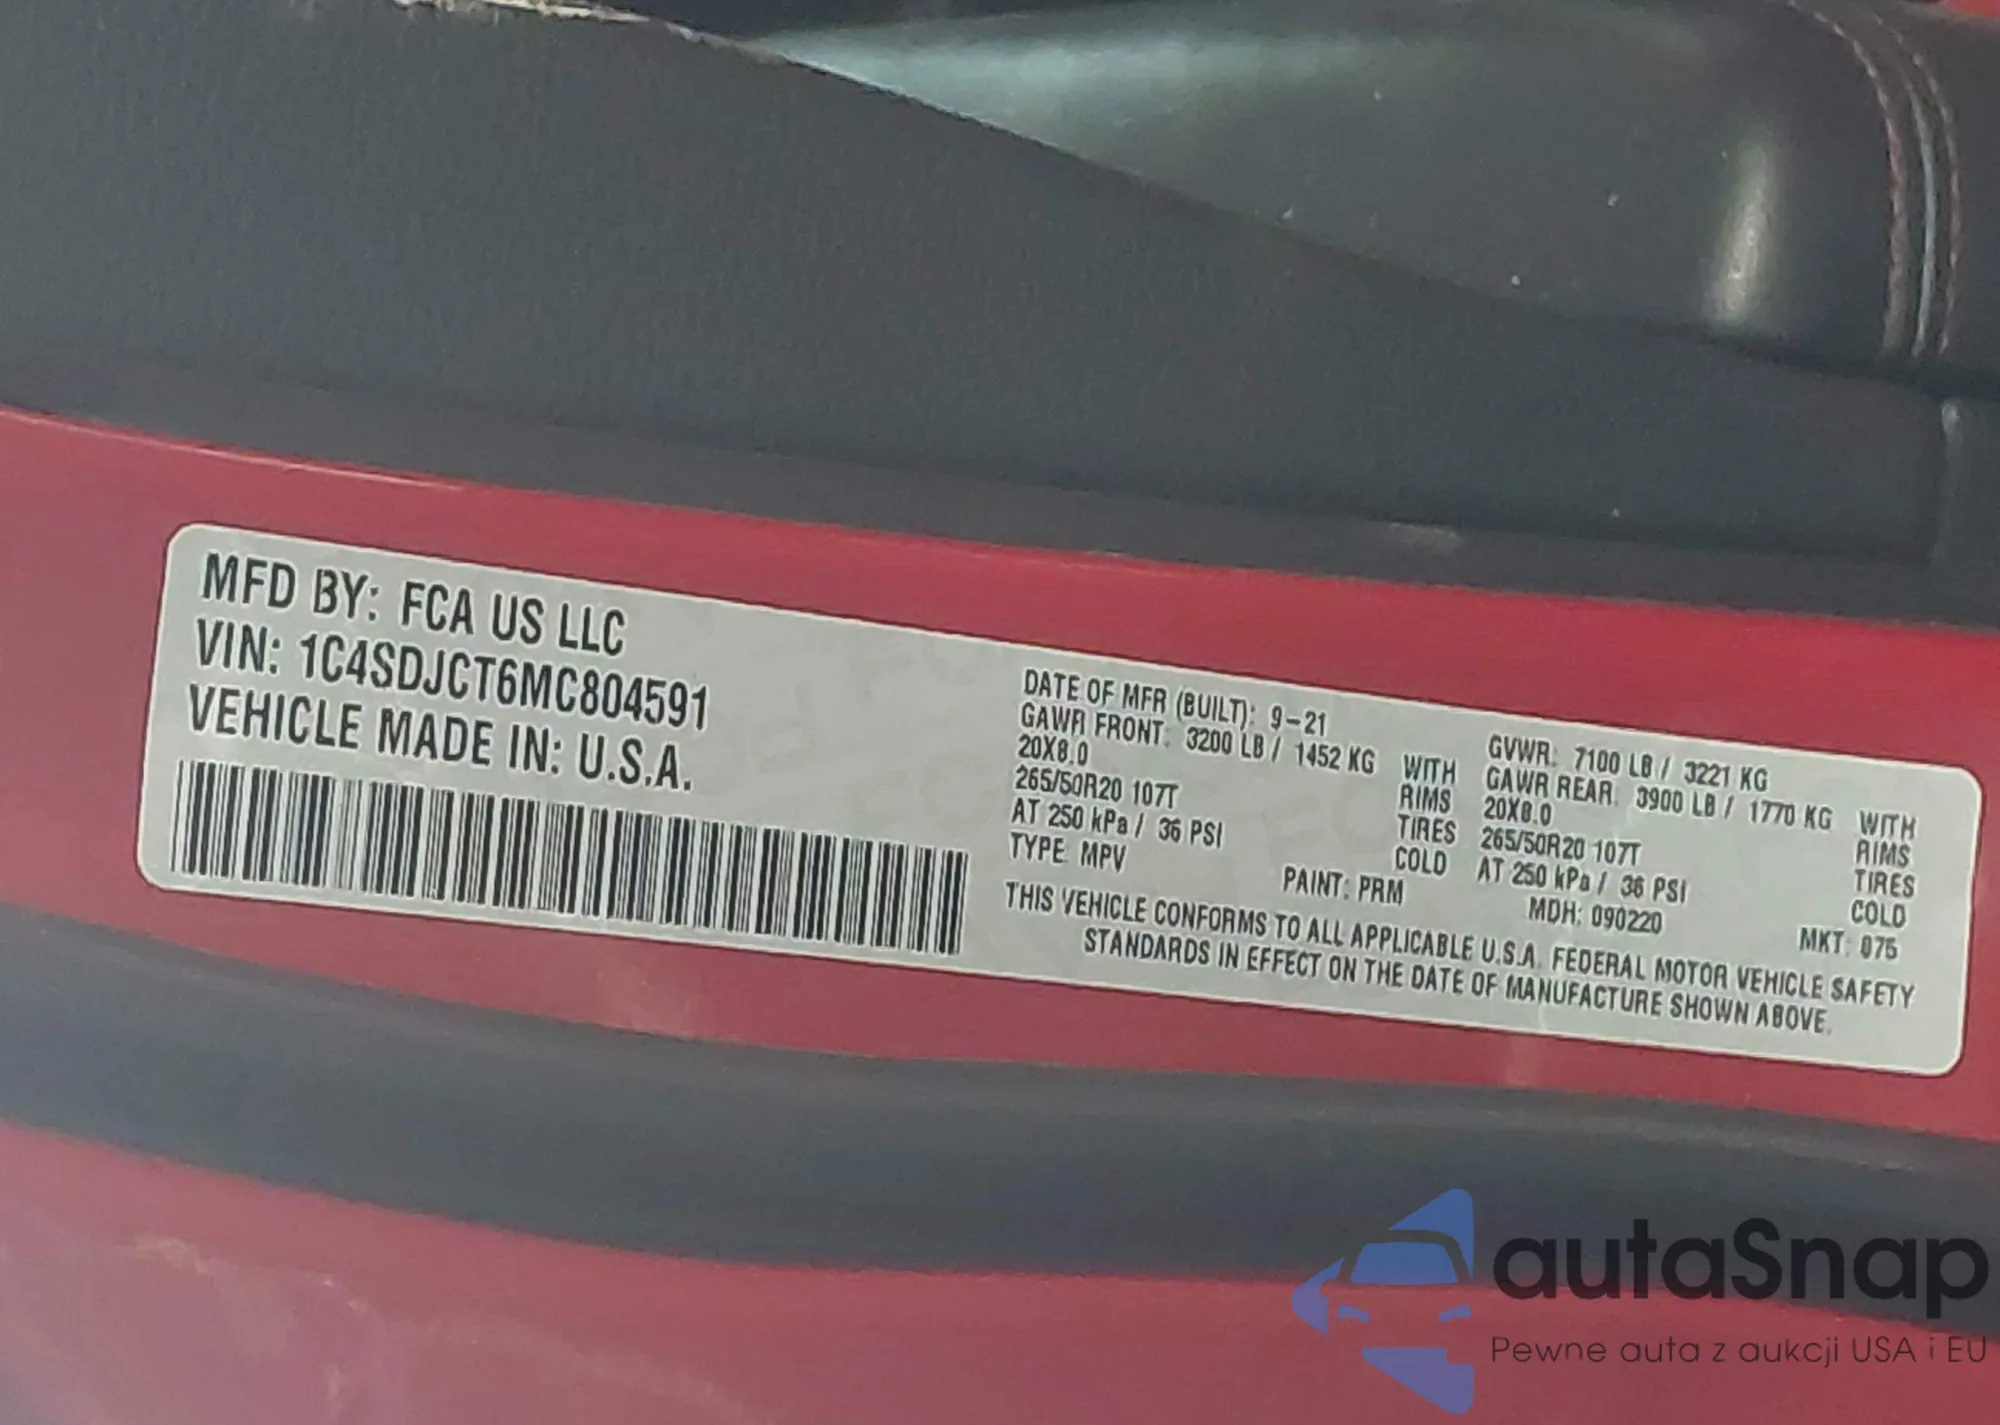 MFD BY: FCA US LLC
VIN: 1C4SDJCT6MC804591
VEHICLE MADE IN: U.S.A.
DATE OF MFR (BUILT): 9-21
GAWR FRONT: 3200 LB / 1452 KG WITH
20X8.0 RIMS
265/50R20 107T TIRES
AT 250 kPa / 36 PSI COLD
TYPE: MPV
PAINT: PRM
GVWR: 7100 LB / 3221 KG
GAWR REAR: 3900 LB / 1770 KG WITH
20X8.0 RIMS
265/50R20 107T TIRES
AT 250 kPa / 36 PSI COLD
MDH: 090220
MKT: 075
THIS VEHICLE CONFORMS TO ALL APPLICABLE U.S.A. FEDERAL MOTOR VEHICLE SAFETY
STANDARDS IN EFFECT ON THE DATE OF MANUFACTURE SHOWN ABOVE.
autaSnap
Pewne auta z aukcji USA i EU